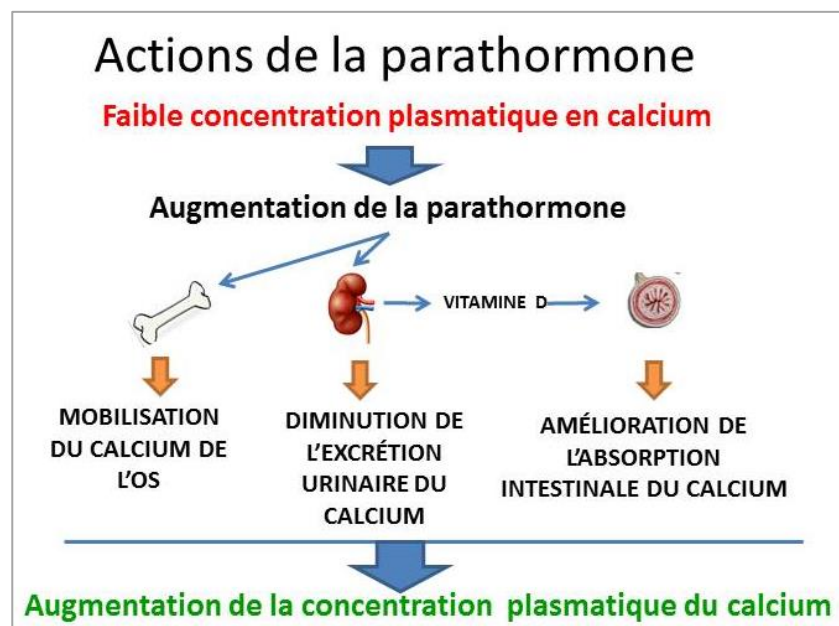 Actions de la parathormone
Faible concentration plasmatique en calcium
Augmentation de la parathormone
VITAMINE D
MOBILISATION
DU CALCIUM DE
L'OS
DIMINUTION DE
L'EXCRÉTION
URINAIRE DU
CALCIUM
AMÉLIORATION DE
L'ABSORPTION
INTESTINALE DU CALCIUM
Augmentation de la concentration plasmatique du calcium